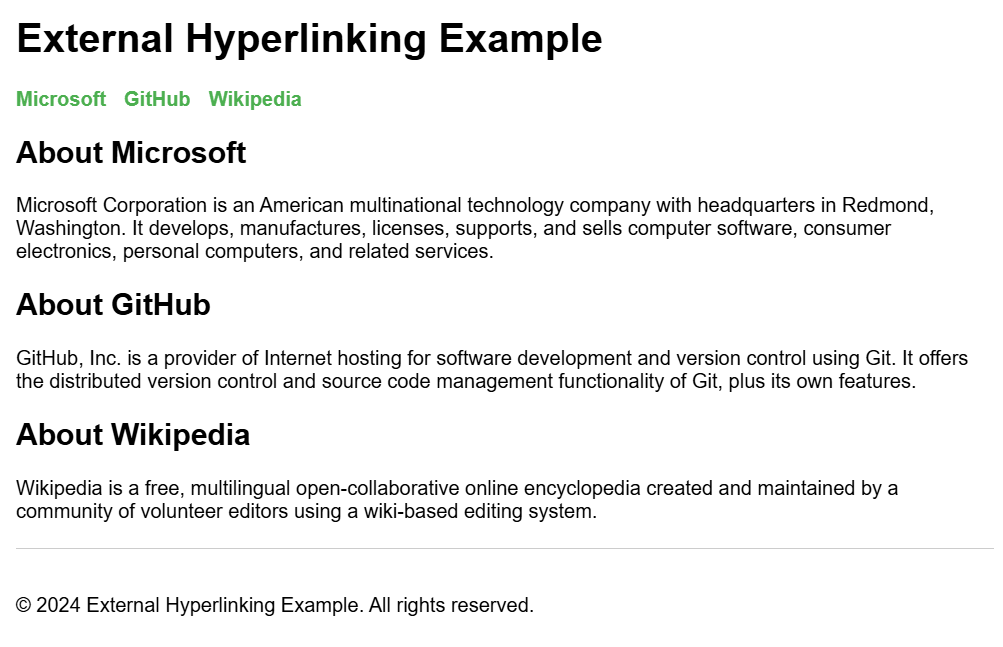 External Hyperlinking Example
Microsoft GitHub Wikipedia
About Microsoft
Microsoft Corporation is an American multinational technology company with headquarters in Redmond,
Washington. It develops, manufactures, licenses, supports, and sells computer software, consumer
electronics, personal computers, and related services.
About GitHub
GitHub, Inc. is a provider of Internet hosting for software development and version control using Git. It offers
the distributed version control and source code management functionality of Git, plus its own features.
About Wikipedia
Wikipedia is a free, multilingual open-collaborative online encyclopedia created and maintained by a
community of volunteer editors using a wiki-based editing system.
© 2024 External Hyperlinking Example. All rights reserved.